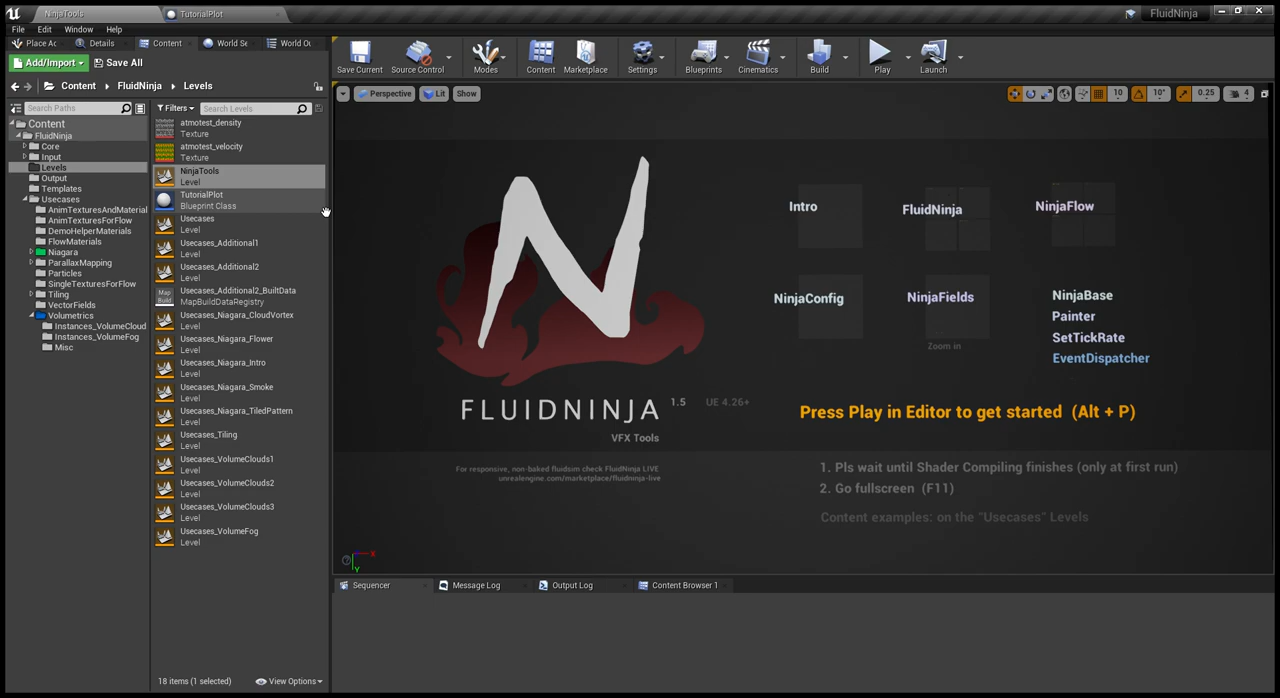 NinjaTools
TutorialPlot
FluidNinja
File Edit Window Help
Place Ac Details Content World Se World Ou
Add/Import Save All
Content FluidNinja Levels
Search Paths
Filters Search Levels
Content
FluidNinja
Core
Input
Levels
Output
Templates
Usecases
AnimTexturesAndMaterial
AnimTexturesForFlow
DemoHelperMaterials
FlowMaterials
Niagara
ParallaxMapping
Particles
SingleTexturesForFlow
Tiling
VectorFields
Volumetrics
Instances_VolumeCloud
Instances_VolumeFog
Misc
atmotest_density
Texture
atmotest_velocity
Texture
NinjaTools
Level
TutorialPlot
Blueprint Class
Usecases
Level
Usecases_Additional1
Level
Usecases_Additional2
Level
Map
Build
Usecases_Additional2_BuiltData
MapBuildDataRegistry
Usecases_Niagara_CloudVortex
Level
Usecases_Niagara_Flower
Level
Usecases_Niagara_Intro
Level
Usecases_Niagara_Smoke
Level
Usecases_Niagara_TiledPattern
Level
Usecases_Tiling
Level
Usecases_VolumeClouds1
Level
Usecases_VolumeClouds2
Level
Usecases_VolumeClouds3
Level
Usecases_VolumeFog
Level
18 items (1 selected) View Options
Save Current Source Control Modes Content Marketplace Settings Blueprints Cinematics Build Play Launch
Perspective Lit Show
10 10° 0.25 4
N
FLUIDNINJA 1.5 UE 4.26+
VFX Tools
For responsive, non-baked fluidsim check FluidNinja LIVE
unrealengine.com/marketplace/fluidninja-live
Intro FluidNinja NinjaFlow
NinjaConfig NinjaFields
Zoom in
NinjaBase
Painter
SetTickRate
EventDispatcher
Press Play in Editor to get started (Alt + P)
1. Pls wait until Shader Compiling finishes (only at first run)
2. Go fullscreen (F11)
Content examples: on the "Usecases" Levels
X
Y
Sequencer Message Log Output Log Content Browser 1